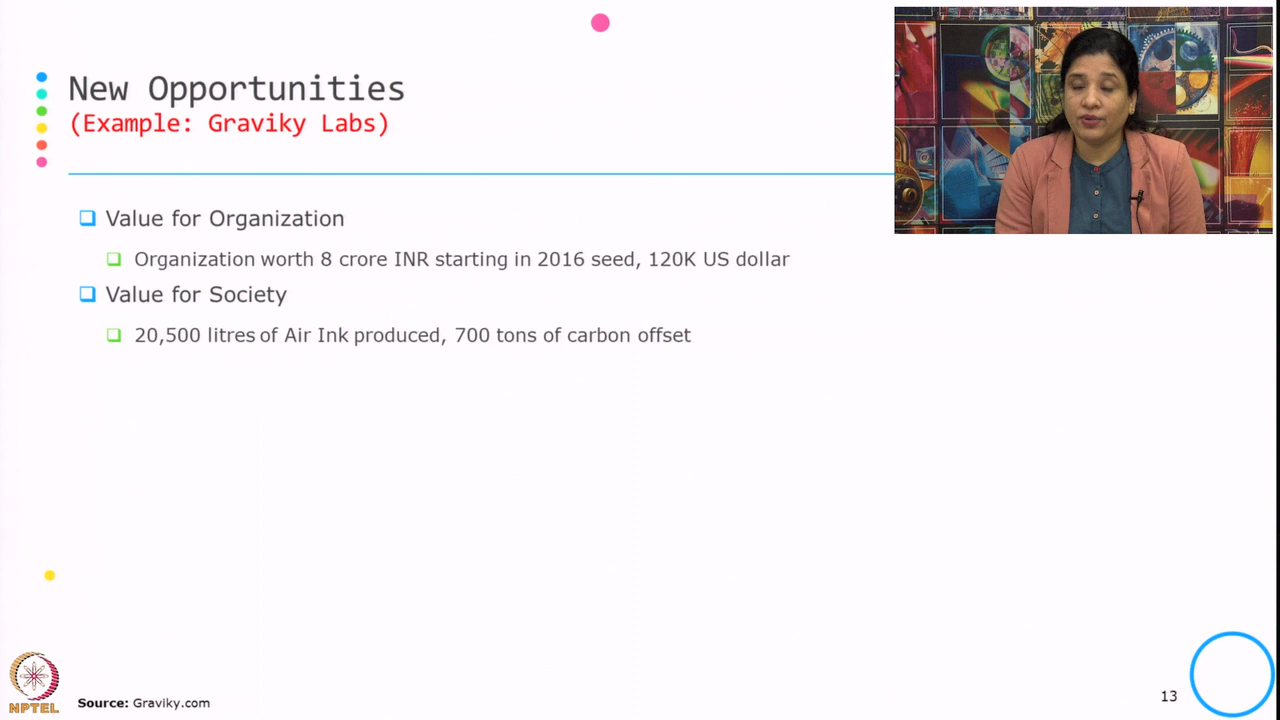 New Opportunities
(Example: Graviky Labs)
Value for Organization
Organization worth 8 crore INR starting in 2016 seed, 120K US dollar
Value for Society
20,500 litres of Air Ink produced, 700 tons of carbon offset
NPTEL
Source: Graviky.com
13